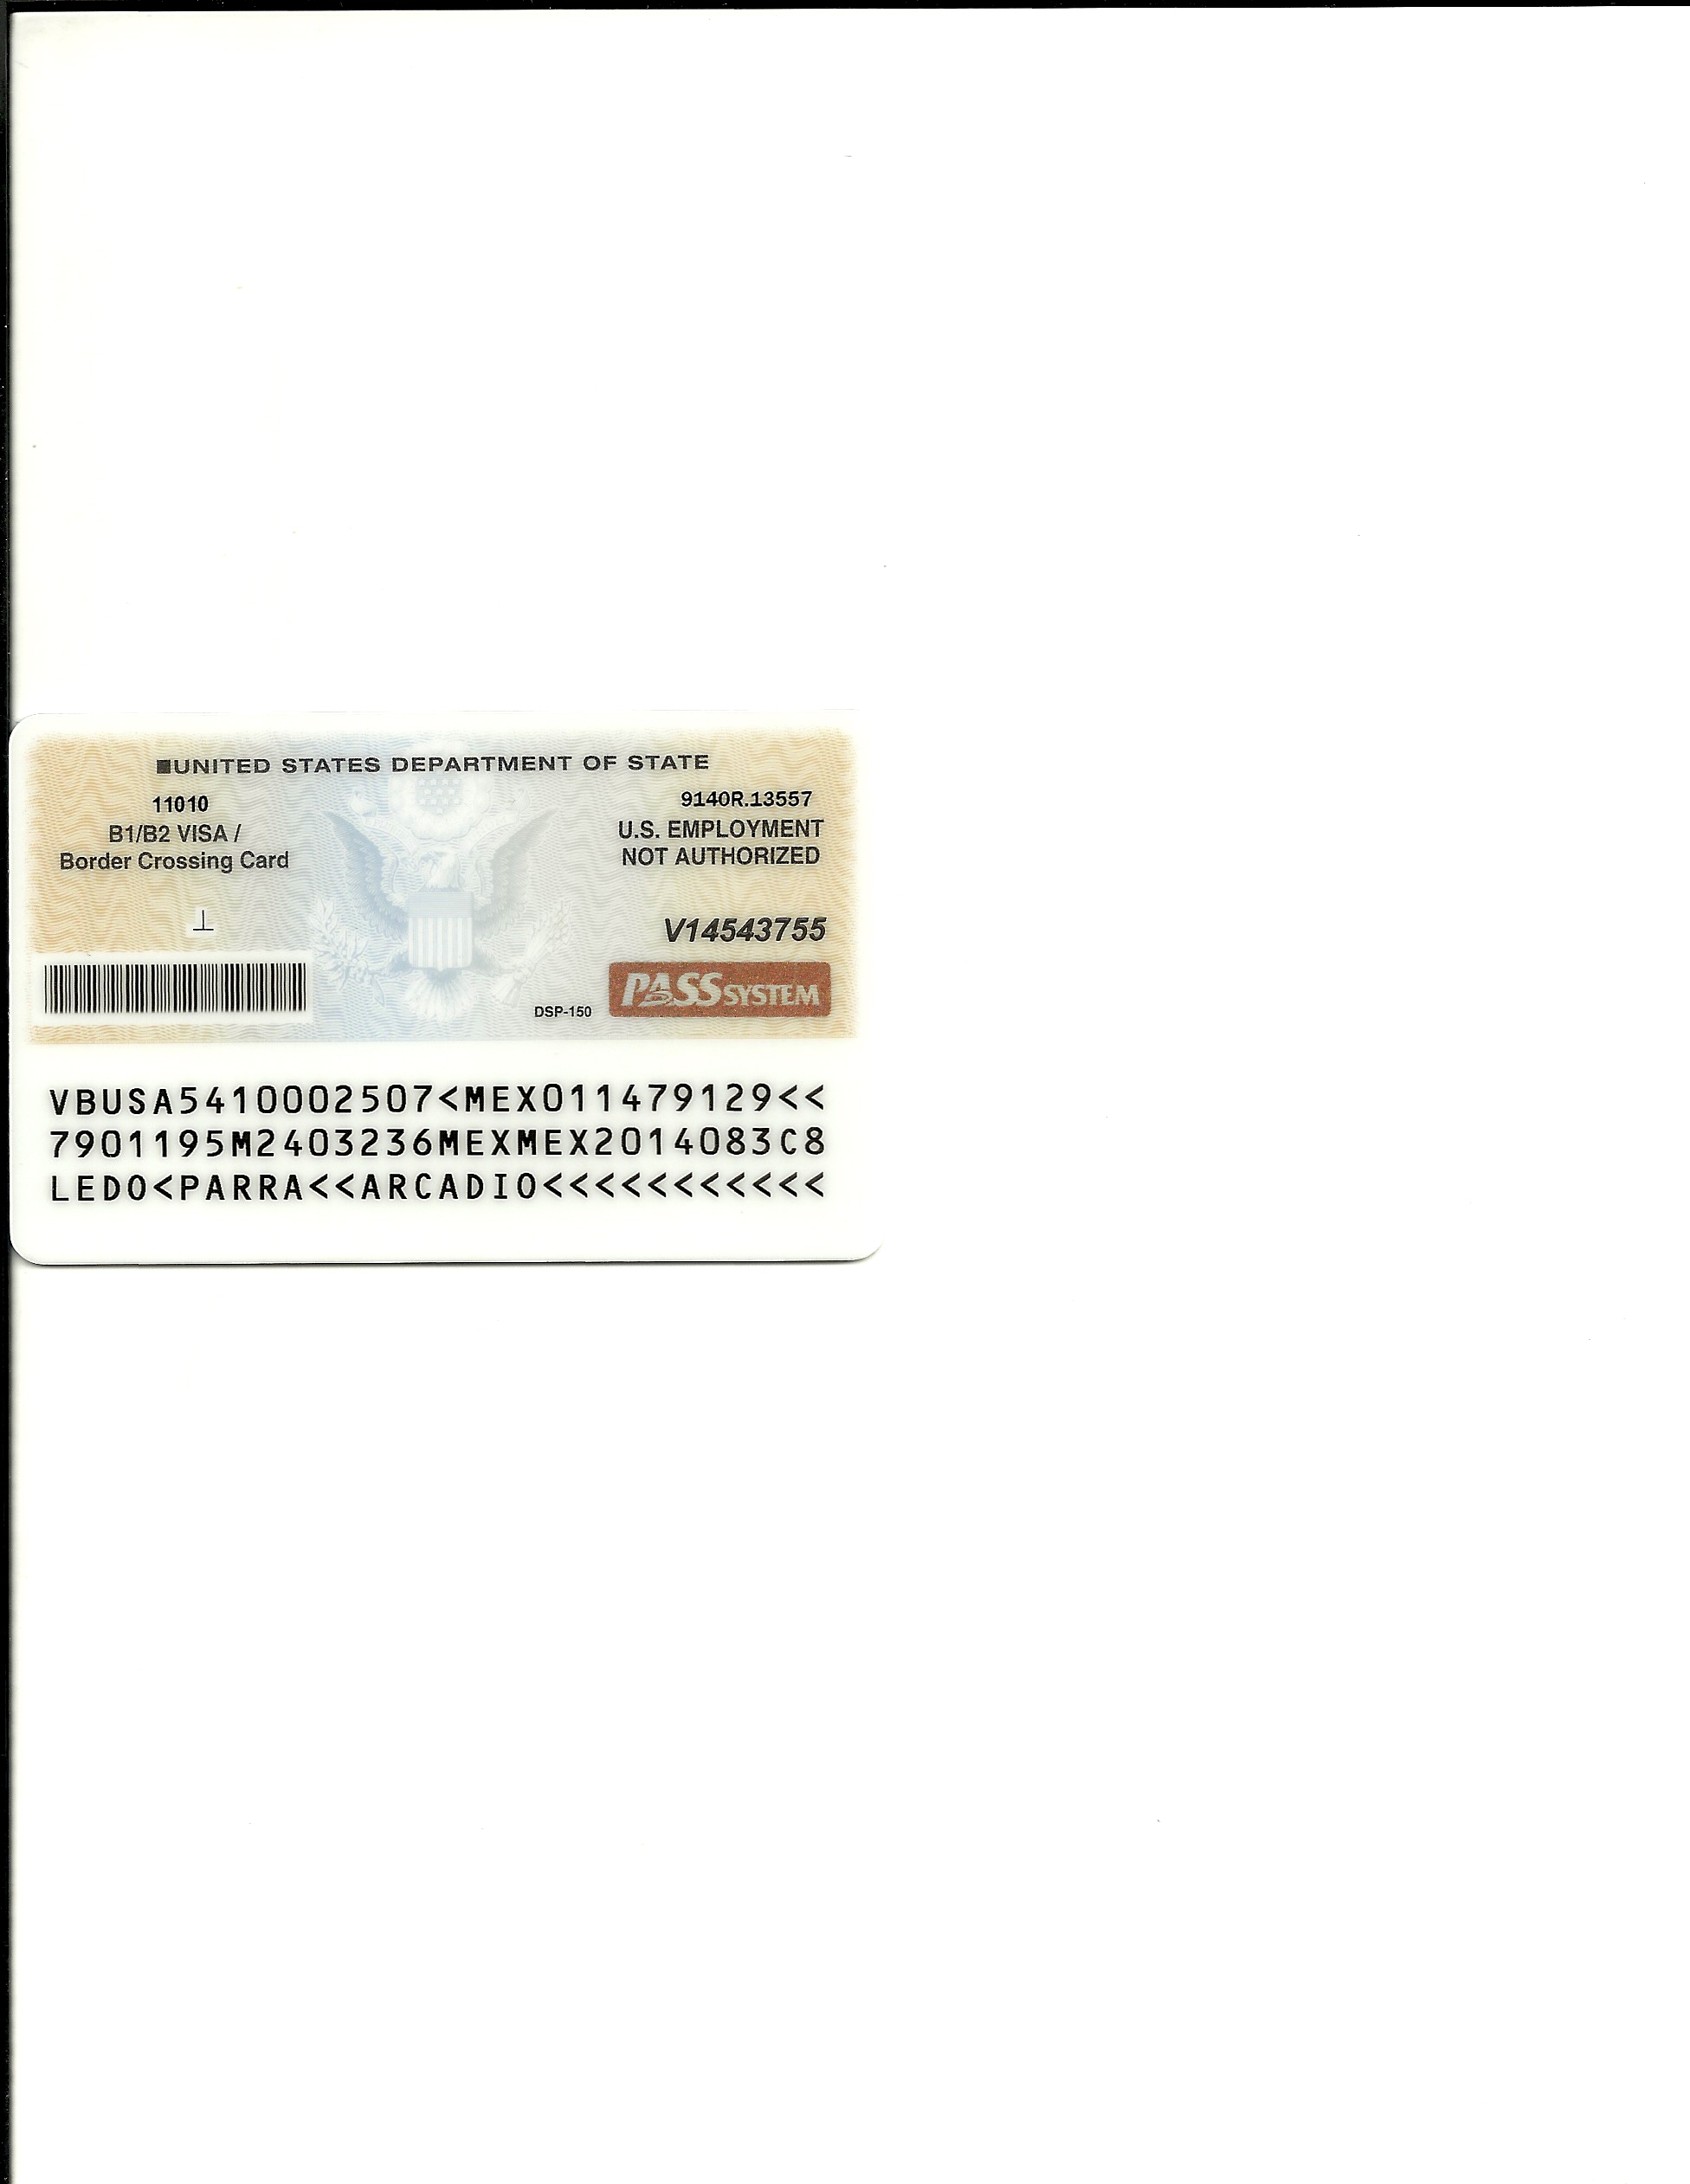 UNITED STATES DEPARTMENT OF STATE
11010
B1/B2 VISA /
Border Crossing Card
9140R.13557
U.S. EMPLOYMENT
NOT AUTHORIZED
V14543755
DSP-150
PASS SYSTEM
VBUSA5410002507<MEX011479129<<
7901195M2403236MEXMEX2014083C8
LEDO<PARRA<<ARCADIO<<<<<<<<<<<